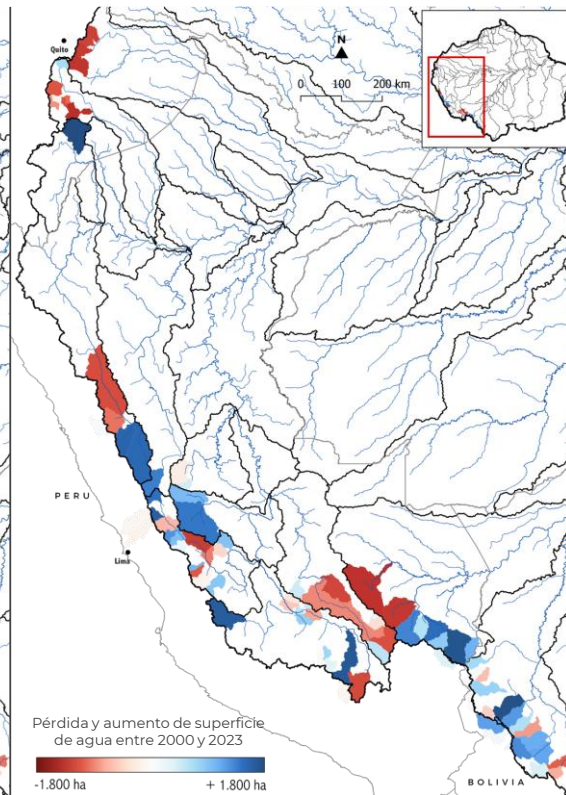 Quito
N
0 100 200 km
PERU
Lima
Pérdida y aumento de superficie
de agua entre 2000 y 2023
-1.800 ha + 1.800 ha
BOLIVIA